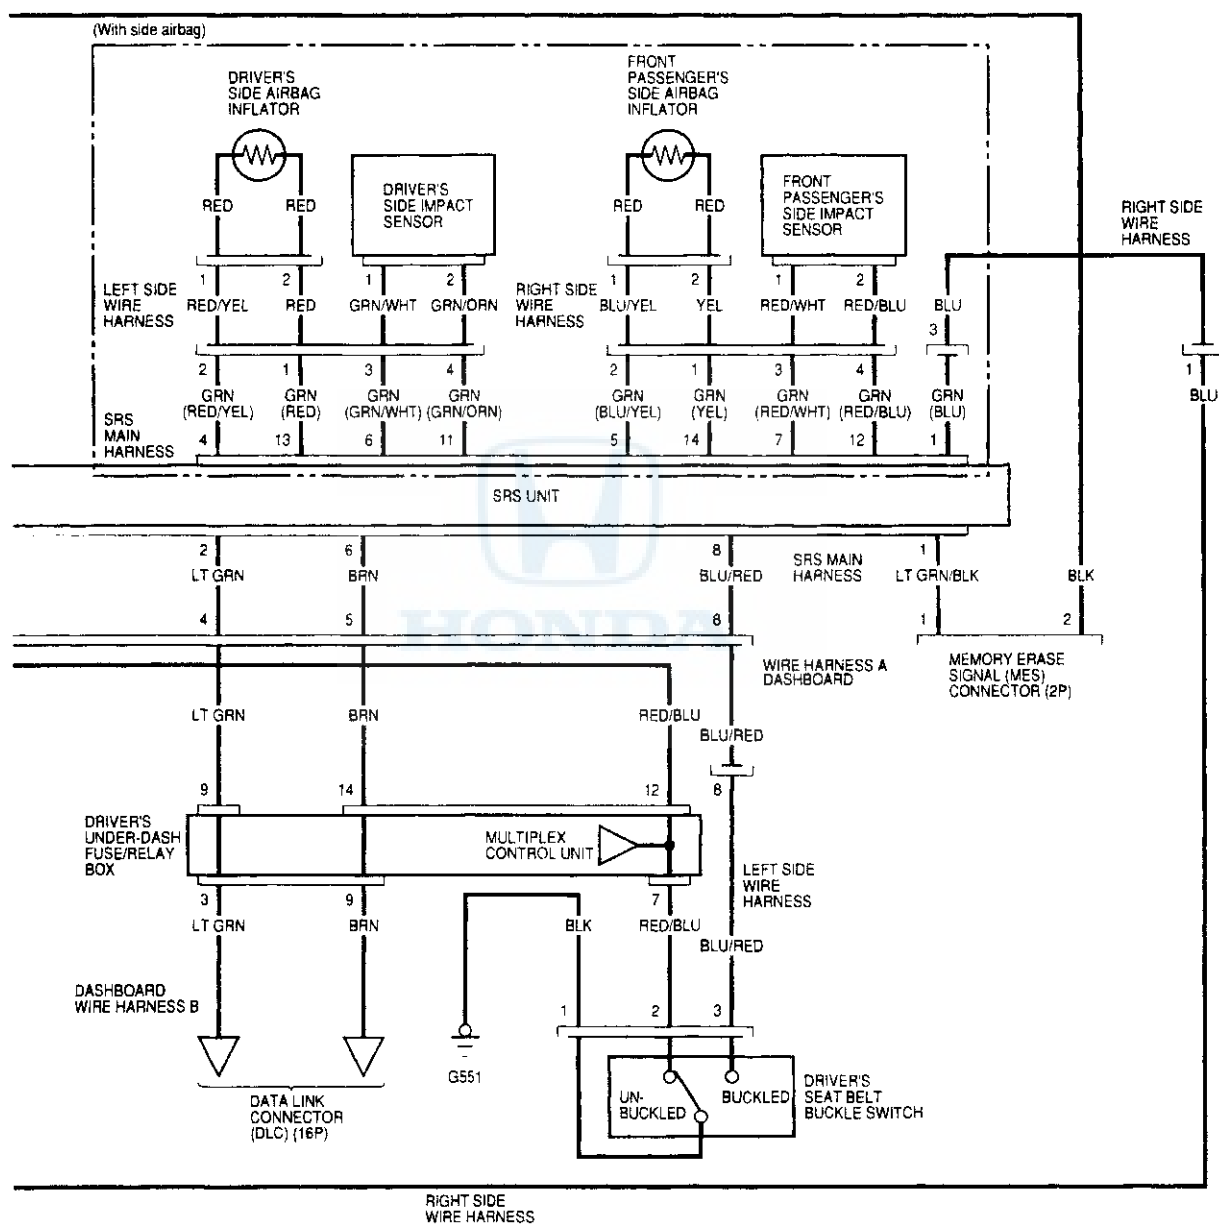 (With side airbag)
DRIVER'S
SIDE AIRBAG
INFLATOR
FRONT
PASSENGER'S
SIDE AIRBAG
INFLATOR
DRIVER'S
SIDE IMPACT
SENSOR
FRONT
PASSENGER'S
SIDE IMPACT
SENSOR
RED RED RED RED
RIGHT SIDE
WIRE
HARNESS
1 2 1 2 1 2 1 2
LEFT SIDE
WIRE
HARNESS
RED/YEL RED GRN/WHT GRN/ORN
RIGHT SIDE
WIRE
HARNESS
BLU/YEL YEL RED/WHT RED/BLU BLU
3
2 1 3 4 2 1 3 4 1
GRN
(RED/YEL)
GRN
(RED)
GRN
(GRN/WHT)
GRN
(GRN/ORN)
GRN
(BLU/YEL)
GRN
(YEL)
GRN
(RED/WHT)
GRN
(RED/BLU)
GRN
(BLU)
BLU
SRS
MAIN
HARNESS
4 13 6 11 5 14 7 12 1
SRS UNIT
2 6 8 1
SRS MAIN
HARNESS
LT GRN BRN BLU/RED LT GRN/BLK BLK
4 5 8 1 2
HONDA
WIRE HARNESS A
DASHBOARD
MEMORY ERASE
SIGNAL (MES)
CONNECTOR (2P)
LT GRN BRN RED/BLU
BLU/RED
9 14 12 8
DRIVER'S
UNDER-DASH
FUSE/RELAY
BOX
MULTIPLEX
CONTROL UNIT
LEFT SIDE
WIRE
HARNESS
3 9 7
LT GRN BRN BLK RED/BLU
BLU/RED
DASHBOARD
WIRE HARNESS B
1 2 3
G551
UN-
BUCKLED
BUCKLED
DRIVER'S
SEAT BELT
BUCKLE SWITCH
DATA LINK
CONNECTOR
(DLC) (16P)
RIGHT SIDE
WIRE HARNESS